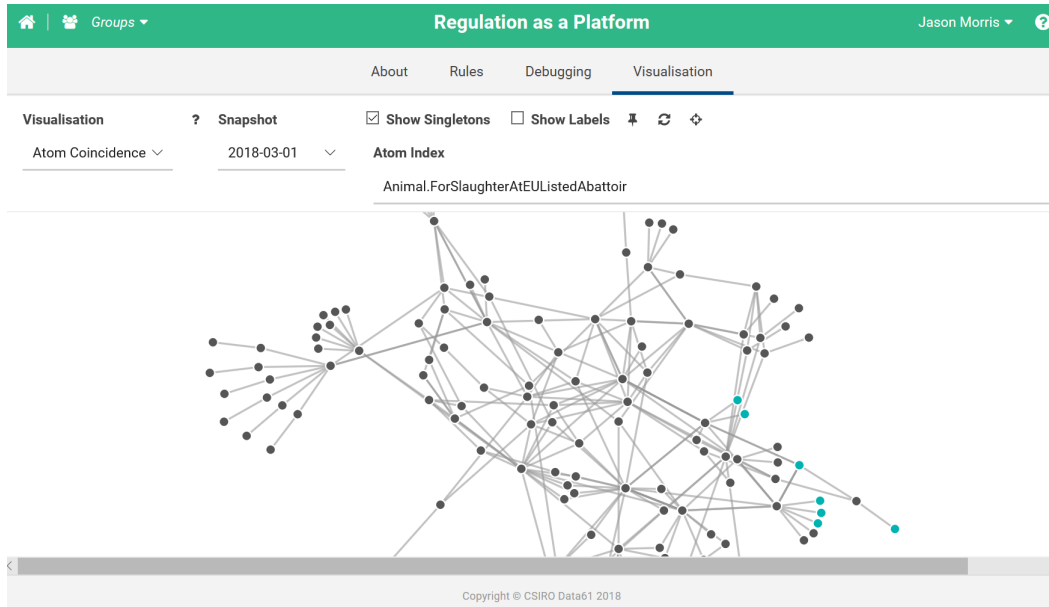 Groups Regulation as a Platform Jason Morris ?
About Rules Debugging Visualisation
Visualisation ? Snapshot Show Singletons Show Labels
Atom Coincidence 2018-03-01 Atom Index
Animal.ForSlaughterAtEUListedAbattoir
Copyright © CSIRO Data61 2018